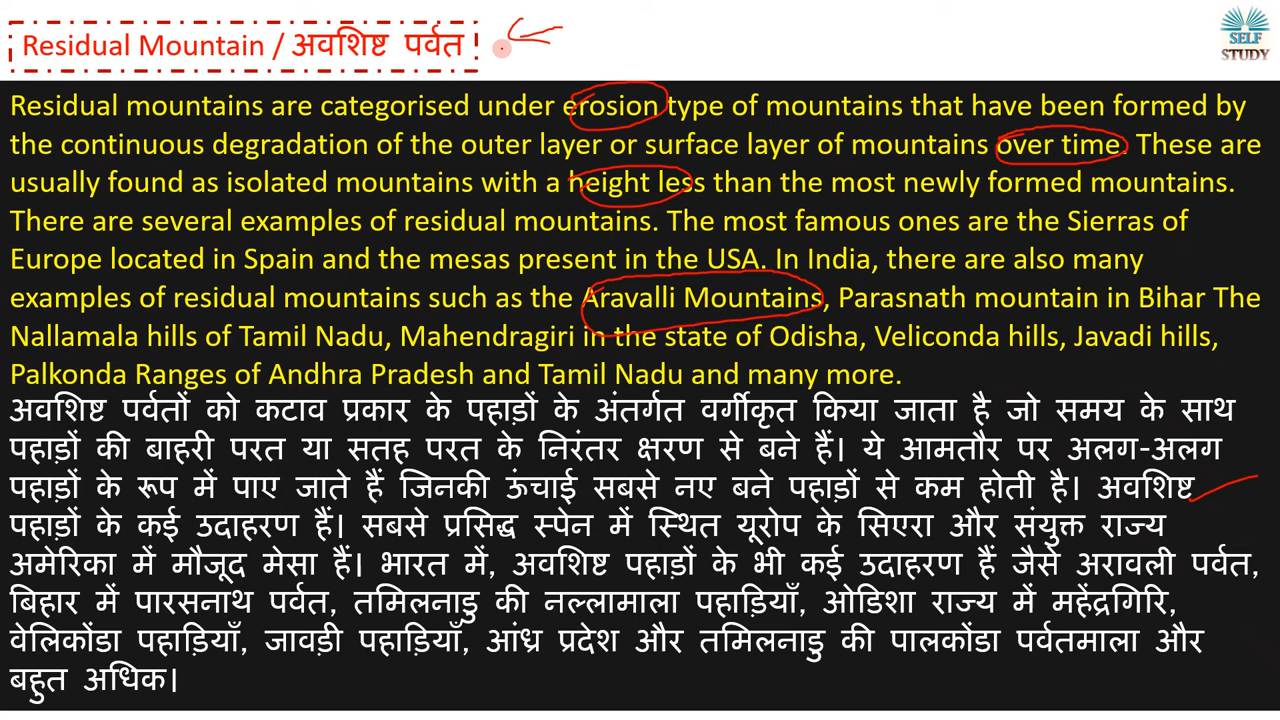 Residual Mountain / अवशिष्ट पर्वत
SELF
STUDY
Residual mountains are categorised under erosion type of mountains that have been formed by
the continuous degradation of the outer layer or surface layer of mountains over time. These are
usually found as isolated mountains with a height less than the most newly formed mountains.
There are several examples of residual mountains. The most famous ones are the Sierras of
Europe located in Spain and the mesas present in the USA. In India, there are also many
examples of residual mountains such as the Aravalli Mountains, Parasnath mountain in Bihar The
Nallamala hills of Tamil Nadu, Mahendragiri in the state of Odisha, Veliconda hills, Javadi hills,
Palkonda Ranges of Andhra Pradesh and Tamil Nadu and many more.
अवशिष्ट पर्वतों को कटाव प्रकार के पहाड़ों के अंतर्गत वर्गीकृत किया जाता है जो समय के साथ
पहाड़ों की बाहरी परत या सतह परत के निरंतर क्षरण से बने हैं। ये आमतौर पर अलग-अलग
पहाड़ों के रूप में पाए जाते हैं जिनकी ऊंचाई सबसे नए बने पहाड़ों से कम होती है। अवशिष्ट
पहाड़ों के कई उदाहरण हैं। सबसे प्रसिद्ध स्पेन में स्थित यूरोप के सिएरा और संयुक्त राज्य
अमेरिका में मौजूद मेसा हैं। भारत में, अवशिष्ट पहाड़ों के भी कई उदाहरण हैं जैसे अरावली पर्वत,
बिहार में पारसनाथ पर्वत, तमिलनाडु की नल्लामाला पहाड़ियाँ, ओडिशा राज्य में महेंद्रगिरि,
वेलिकोंडा पहाड़ियाँ, जावड़ी पहाड़ियाँ, आंध्र प्रदेश और तमिलनाडु की पालकोंडा पर्वतमाला और
बहुत अधिक।